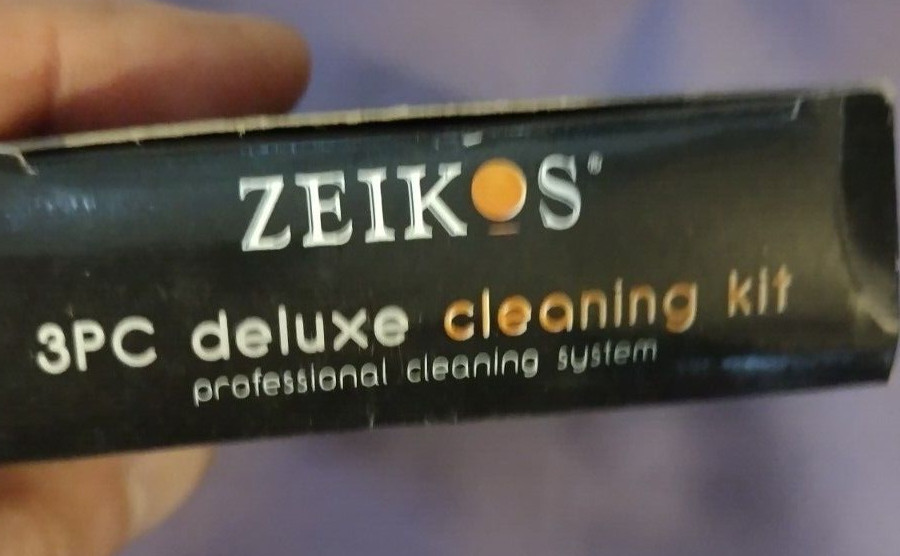 ZEIKOS®
3PC deluxe cleaning kit
professional cleaning system